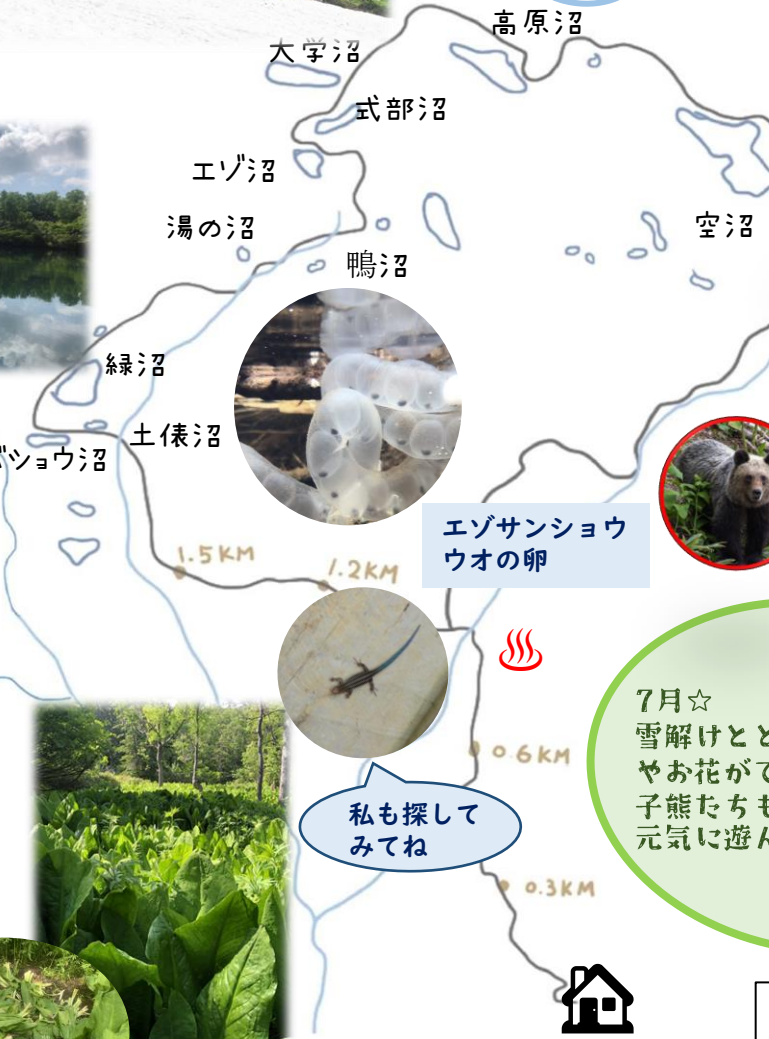 高原沼
大学沼
式部沼
エゾ沼
湯の沼
空沼
鴨沼
緑沼
土俵沼
ショウ沼
エゾサンショウ
ウオの卵
1.5KM
1.2KM
0.6KM
0.3KM
私も探して
みてね
7月☆
雪解けとと
やお花がで
子熊たちも
元気に遊ん